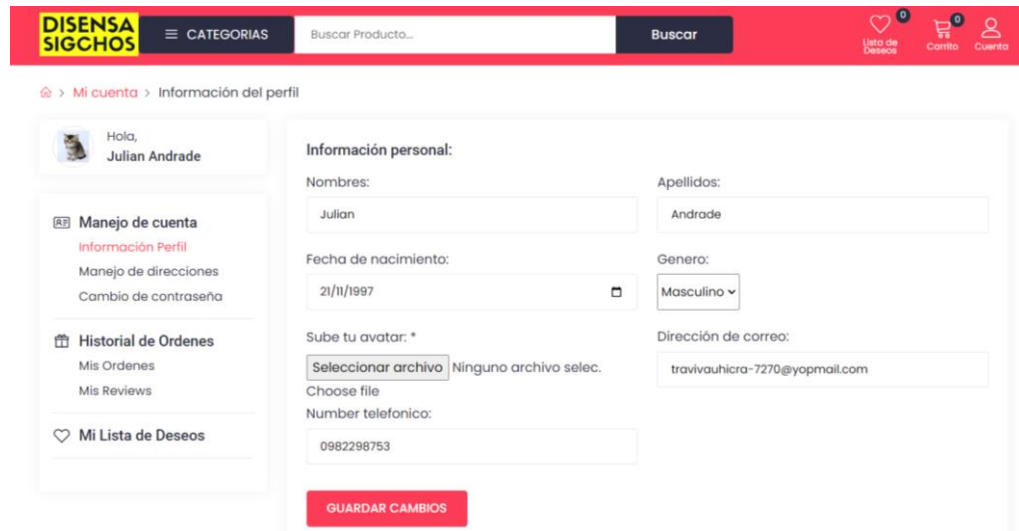 DISENSA
SIGCHOS
CATEGORIAS
Buscar Producto...
Buscar
0
Lista de
Deseos
0
Carrito
Cuenta
> Mi cuenta > Información del perfil
Hola,
Julian Andrade
Manejo de cuenta
Información Perfil
Manejo de direcciones
Cambio de contraseña
Historial de Ordenes
Mis Ordenes
Mis Reviews
Mi Lista de Deseos
Información personal:
Nombres:
Apellidos:
Julian
Andrade
Fecha de nacimiento:
Genero:
21/11/1997
Masculino
Sube tu avatar: *
Dirección de correo:
Seleccionar archivo Ninguno archivo selec.
travivauhicra-7270@yopmail.com
Choose file
Number telefonico:
0982298753
GUARDAR CAMBIOS